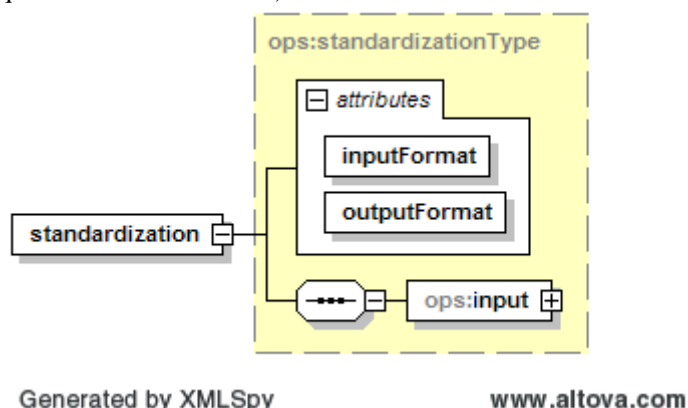 ops:standardizationType
attributes
inputFormat
outputFormat
standardization
ops:input
Generated by XMLSpy
www.altova.com